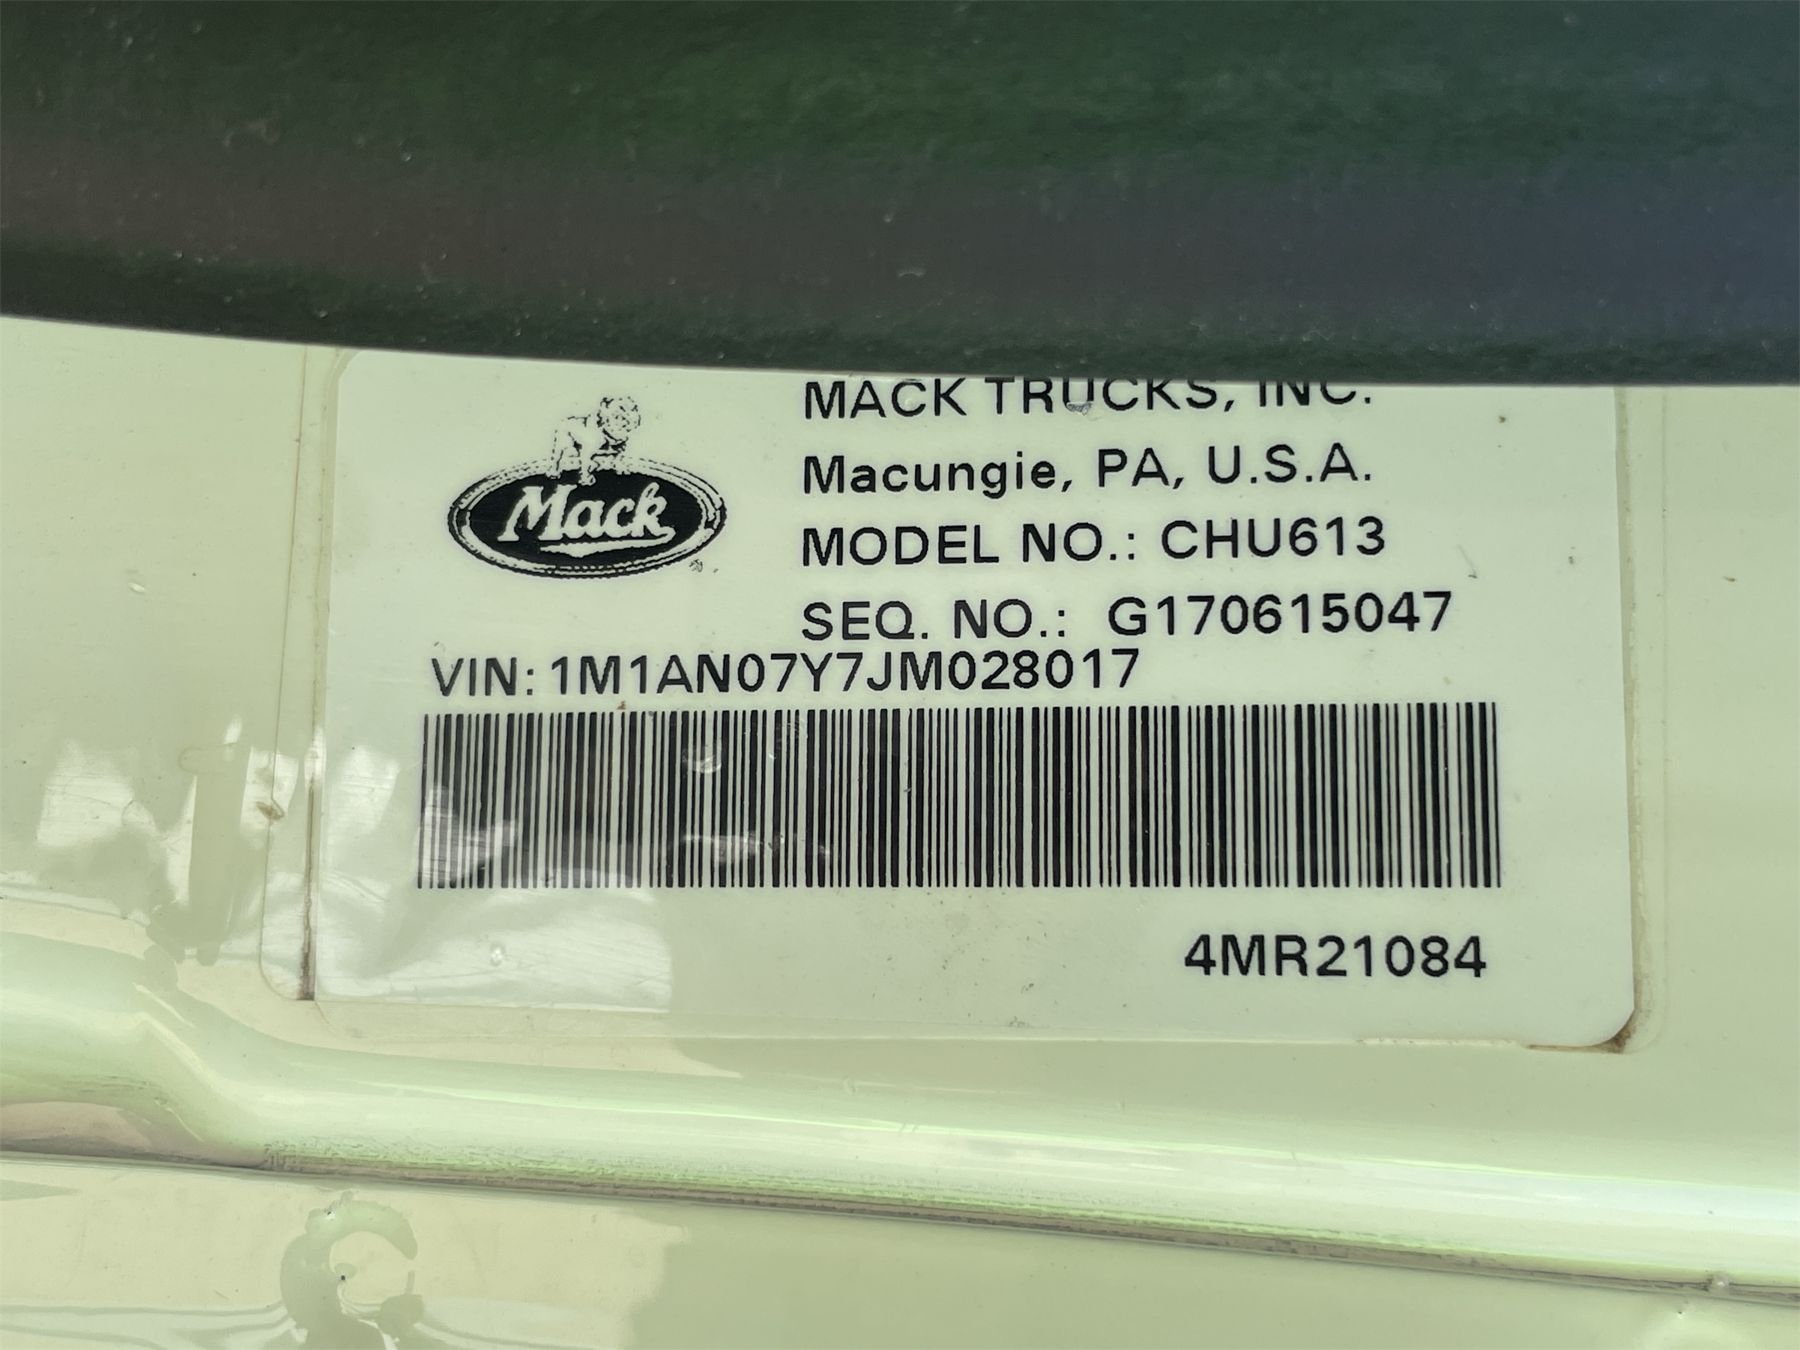 MACK TRUCKS, INC.
Macungie, PA, U.S.A.
Mack
MODEL NO.: CHU613
SEQ. NO.: G170615047
VIN: 1M1AN07Y7JM028017
4MR21084